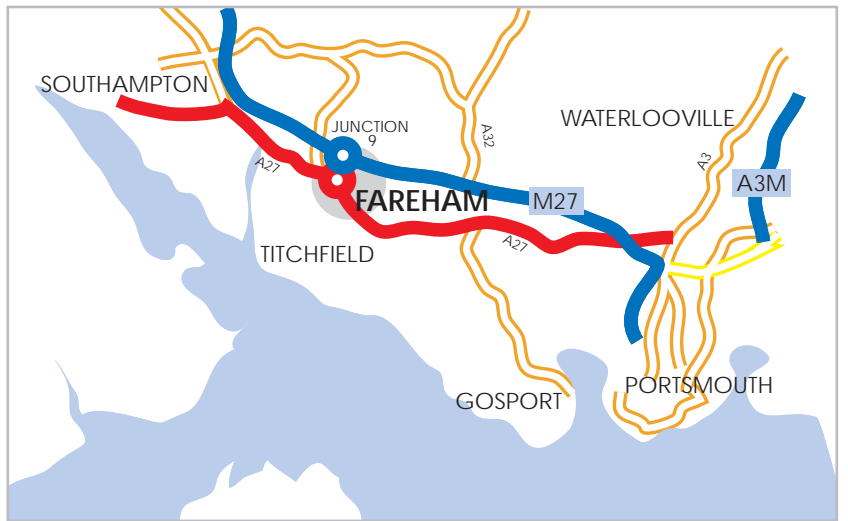 SOUTHAMPTON
JUNCTION
9
WATERLOOVILLE
A32
A27
A3
A3M
FAREHAM
M27
TITCHFIELD
A27
PORTSMOUTH
GOSPORT